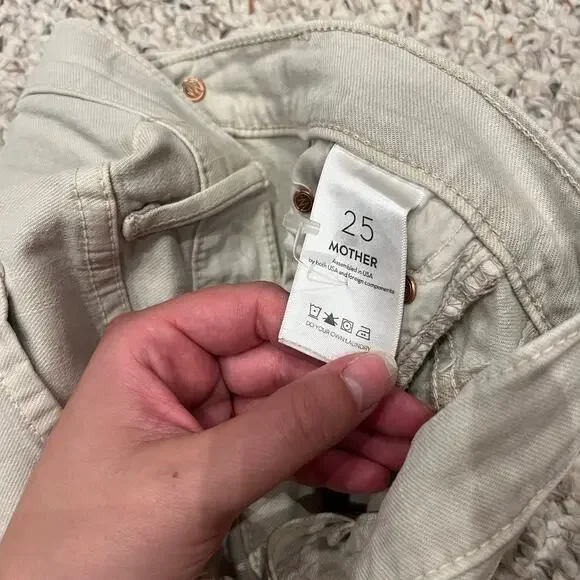 25
MOTHER
Assembled in USA
by both USA and foreign components
DO YOUR OWN LAUNDRY